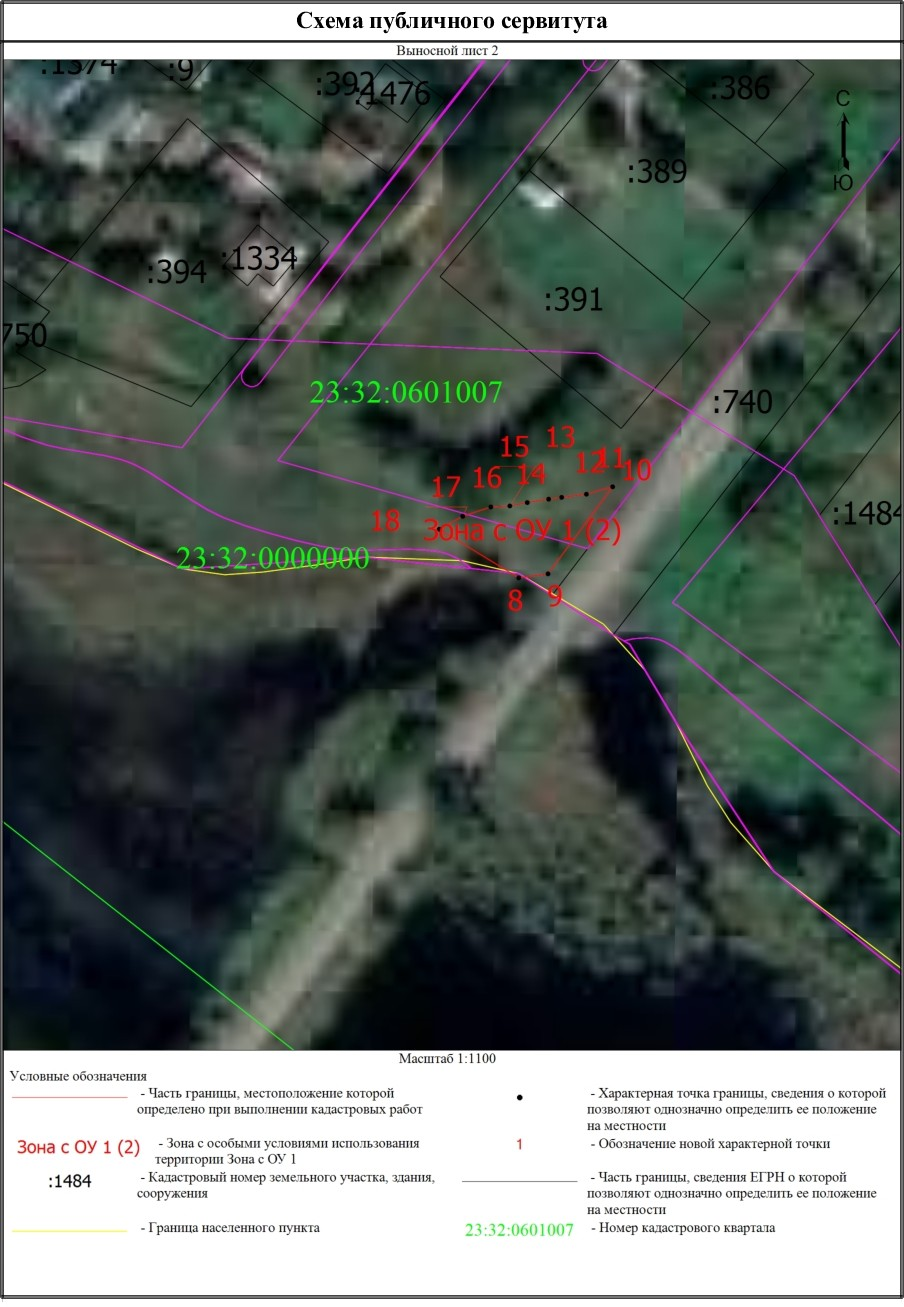 Схема публичного сервитута
Выносной лист 2
:1374
:9
:392
:1476
:386
С
Ю
:389
:394
:1334
:391
750
23:32:0601007
:740
13
15
12
11
10
14
16
17
18
Зона с ОУ 1 (2)
:1484
23:32:0000000
8
9
Масштаб 1:1100
Условные обозначения
- Часть границы, местоположение которой
определено при выполнении кадастровых работ
- Характерная точка границы, сведения о которой
позволяют однозначно определить ее положение
на местности
Зона с ОУ 1 (2)
- Зона с особыми условиями использования
территории Зона с ОУ 1
1
- Обозначение новой характерной точки
:1484
- Кадастровый номер земельного участка, здания,
сооружения
- Часть границы, сведения ЕГРН о которой
позволяют однозначно определить ее положение
на местности
- Граница населенного пункта
23:32:0601007
- Номер кадастрового квартала